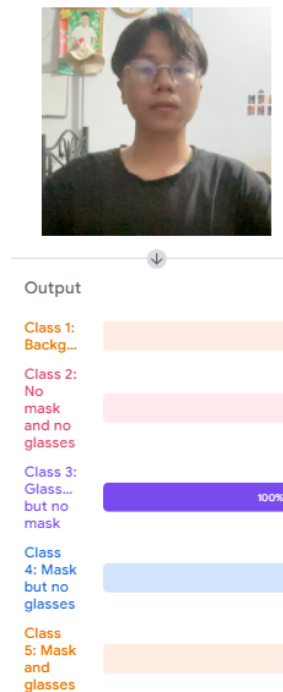 Output
Class 1:
Backg...
Class 2:
No
mask
and no
glasses
Class 3:
Glass...
but no
mask
100%
Class
4: Mask
but no
glasses
Class
5: Mask
and
glasses